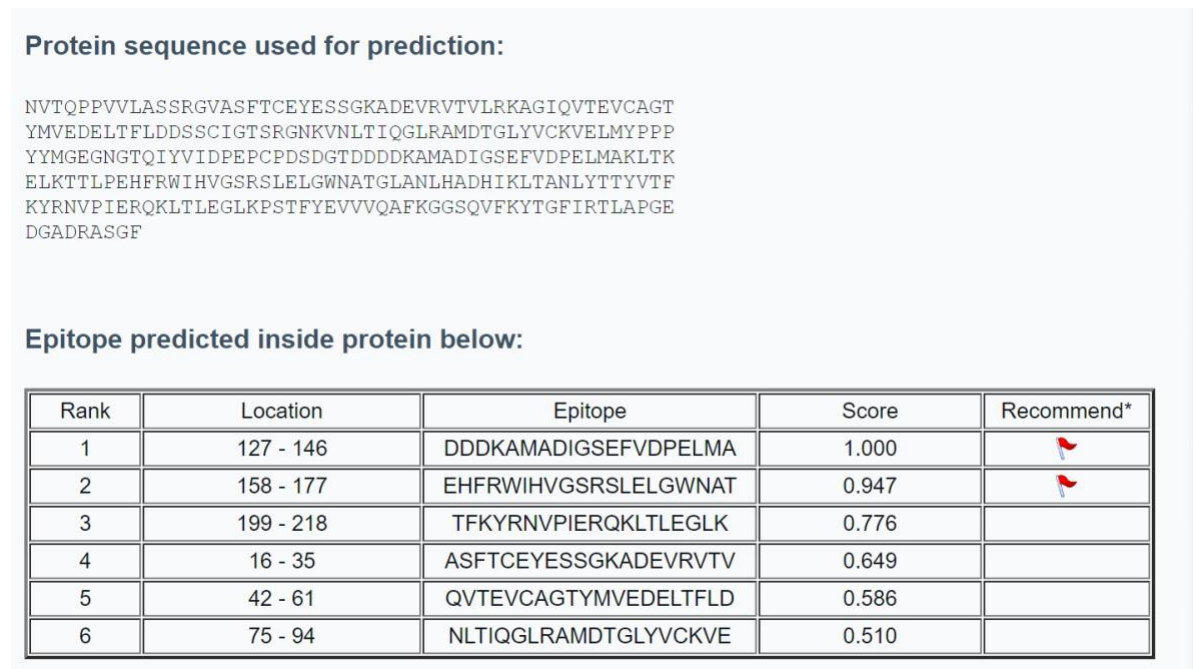 Protein sequence used for prediction:
NVTQPPVVLASSRGVASFTCEYESSGKADEVRVTVLRKAGIQVTEVCAGT
YMVEDELTFLDDSSCIGTSRGNKVNLTIQGLRAMDTGLYVCKVELMYPPP
YYMGEGNGTQIYVIDPEPCPDSDGTDDDDKAMADIGSEFVDPELMAKLTK
ELKTTLPEHFRWIHVGSRSLELGWNATGLANLHADHIKLTANLYTTYVTF
KYRNVPIERQKLTLEGLKPSTFYEVVVQAFKGGSQVFKYTGFIRTLAPGE
DGADRASGF
Epitope predicted inside protein below:
Rank Location Epitope Score Recommend*
1 127 - 146 DDDKAMADIGSEFVDPELMA 1.000
2 158 - 177 EHFRWIHVGSRSLELGWNAT 0.947
3 199 - 218 TFKYRNVPIERQKLTLEGLK 0.776
4 16 - 35 ASFTCEYESSGKADEVRVTV 0.649
5 42 - 61 QVTEVCAGTYMVEDELTFLD 0.586
6 75 - 94 NLTIQGLRAMDTGLYVCKVE 0.510